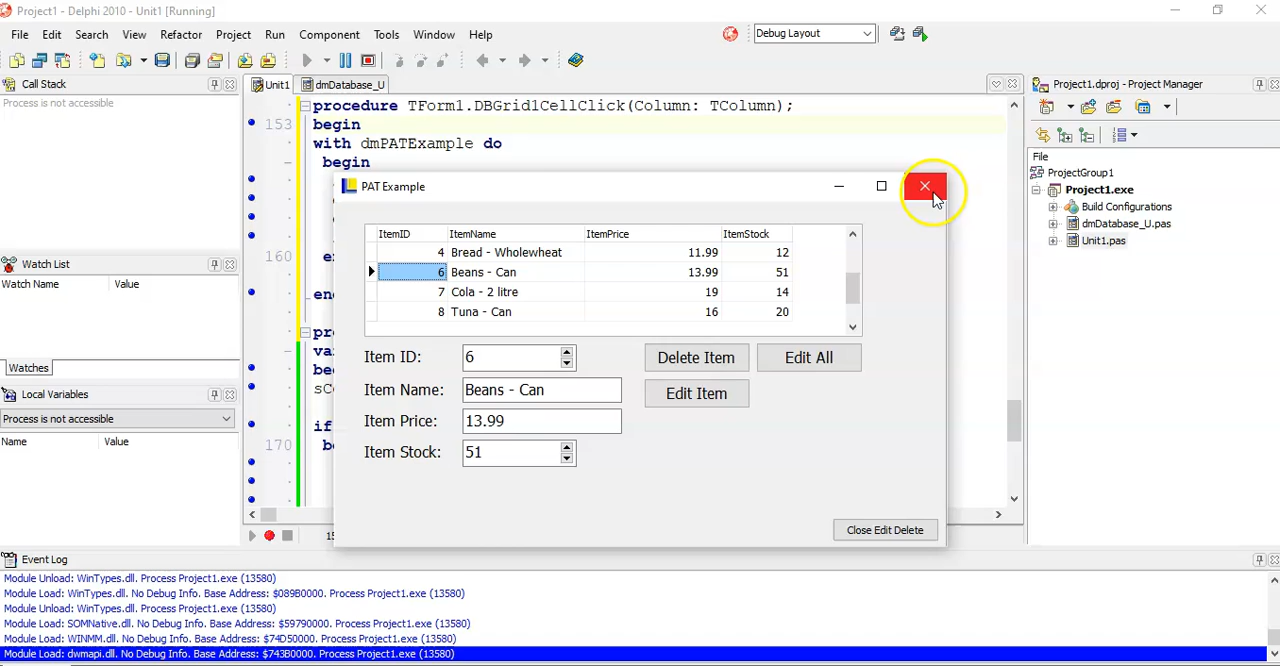 Project1 - Delphi 2010 - Unit1 [Running]
File Edit Search View Refactor Project Run Component Tools Window Help
Debug Layout
Call Stack
Process is not accessible
Unit1 dmDatabase_U
Project1.dproj - Project Manager
procedure TForm1.DBGrid1CellClick(Column: TColumn);
153 begin
with dmPATExample do
begin
File
ProjectGroup1
Project1.exe
Build Configurations
dmDatabase_U.pas
Unit1.pas
PAT Example
ItemID ItemName ItemPrice ItemStock
4 Bread - Wholewheat 11.99 12
6 Beans - Can 13.99 51
7 Cola - 2 litre 19 14
8 Tuna - Can 16 20
Item ID: 6 Delete Item Edit All
Item Name: Beans - Can Edit Item
Item Price: 13.99
Item Stock: 51
Close Edit Delete
160
if
170
Watch List
Watch Name Value
Watches
Local Variables
Process is not accessible
Name Value
Event Log
Module Unload: WinTypes.dll. Process Project1.exe (13580)
Module Load: WinTypes.dll. No Debug Info. Base Address: $089B0000. Process Project1.exe (13580)
Module Unload: WinTypes.dll. Process Project1.exe (13580)
Module Load: SOMNative.dll. No Debug Info. Base Address: $59790000. Process Project1.exe (13580)
Module Load: WINMM.dll. No Debug Info. Base Address: $74D50000. Process Project1.exe (13580)
Module Load: dwmapi.dll. No Debug Info. Base Address: $743B0000. Process Project1.exe (13580)